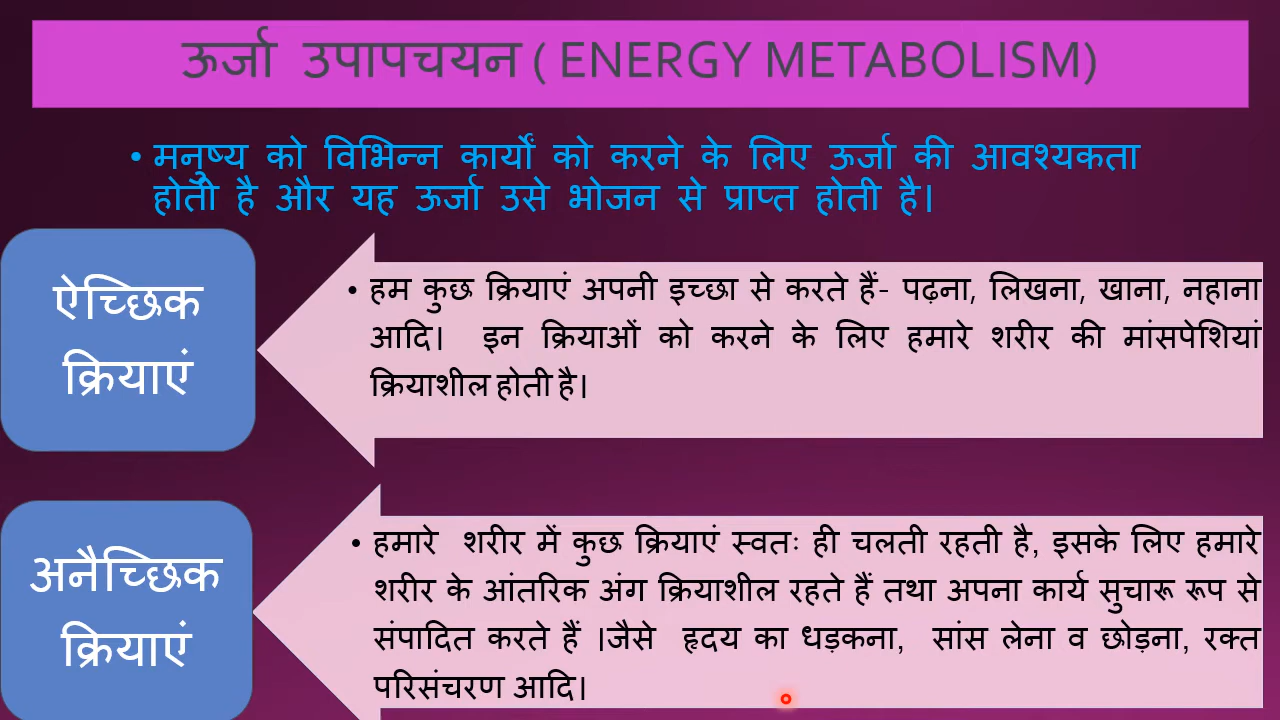 ऊर्जा उपापचयन ( ENERGY METABOLISM)
• मनुष्य को विभिन्न कार्यों को करने के लिए ऊर्जा की आवश्यकता
होती है और यह ऊर्जा उसे भोजन से प्राप्त होती है।
ऐच्छिक
क्रियाएं
• हम कुछ क्रियाएं अपनी इच्छा से करते हैं- पढ़ना, लिखना, खाना, नहाना
आदि। इन क्रियाओं को करने के लिए हमारे शरीर की मांसपेशियां
क्रियाशील होती है।
अनैच्छिक
क्रियाएं
• हमारे शरीर में कुछ क्रियाएं स्वतः ही चलती रहती है, इसके लिए हमारे
शरीर के आंतरिक अंग क्रियाशील रहते हैं तथा अपना कार्य सुचारू रूप से
संपादित करते हैं ।जैसे हृदय का धड़कना, सांस लेना व छोड़ना, रक्त
परिसंचरण आदि।